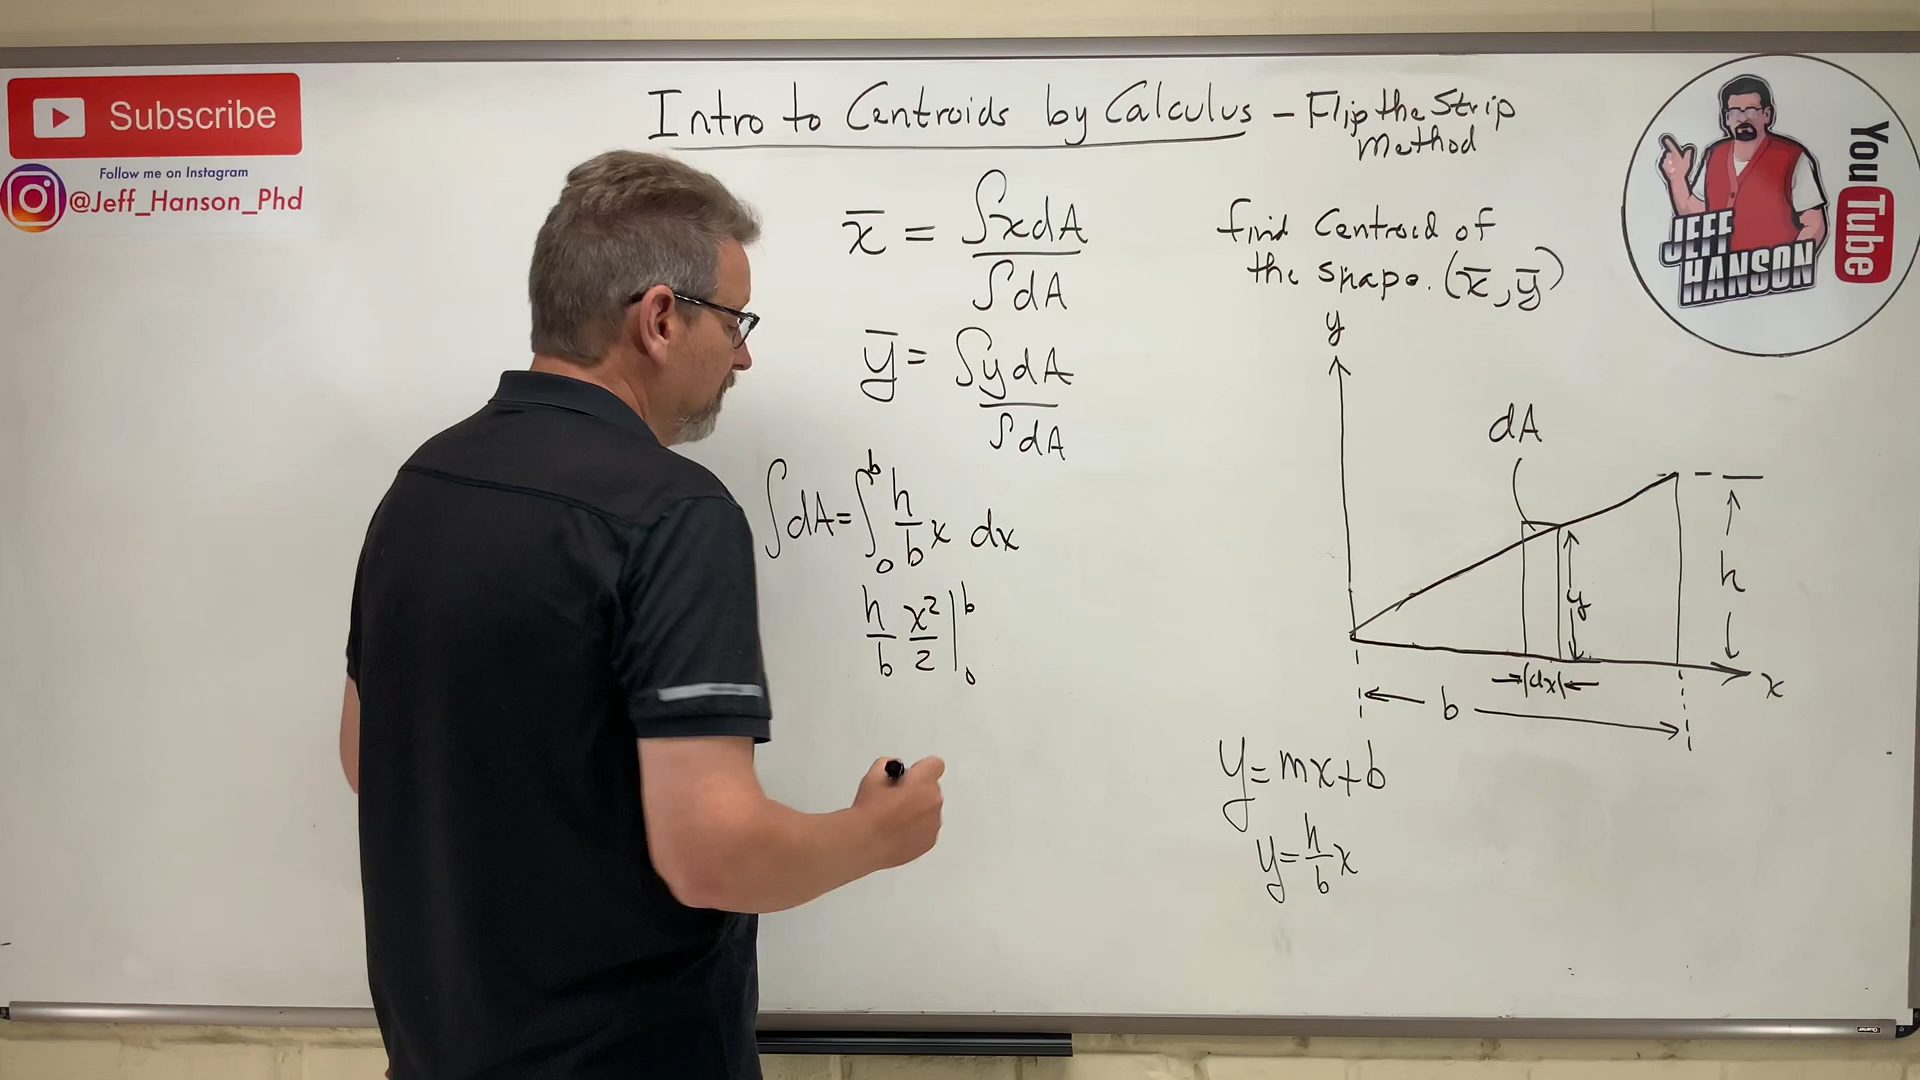 Subscribe
Follow me on Instagram
@Jeff_Hanson_Phd
Intro to Centroids by Calculus – Flip the Strip
Method
x̄ = ∫xdA
∫dA
ȳ = ∫ydA
∫dA
∫dA = ∫₀ᵇ h/b x dx
h/b x²/2 |₀ᵇ
find Centroid of
the shape. (x̄, ȳ)
y
dA
h
y
dx
x
b
y=mx+b
y=h/b x
JEFF
HANSON
YouTube